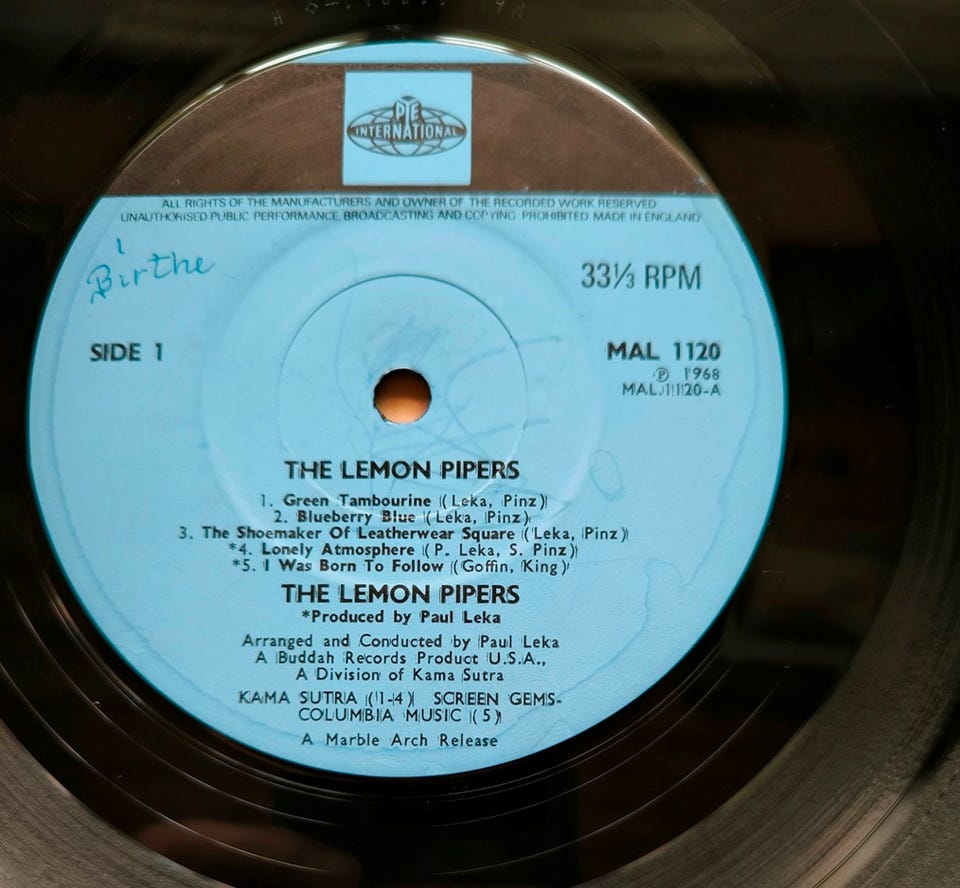 PYE
INTERNATIONAL
ALL RIGHTS OF THE MANUFACTURERS AND OWNER OF THE RECORDED WORK RESERVED
UNAUTHORISED PUBLIC PERFORMANCE, BROADCASTING AND COPYING PROHIBITED MADE IN ENGLAND
Birthe
33⅓ RPM
SIDE 1
MAL 1120
℗ 1968
MAL.1120-A
THE LEMON PIPERS
1. Green Tambourine (Leka, Pinz)
2. Blueberry Blue (Leka, Pinz)
3. The Shoemaker Of Leatherwear Square (Leka, Pinz)
*4. Lonely Atmosphere (P. Leka, S. Pinz)
*5. I Was Born To Follow (Goffin, King)
THE LEMON PIPERS
*Produced by Paul Leka
Arranged and Conducted by Paul Leka
A Buddah Records Product U.S.A.,
A Division of Kama Sutra
KAMA SUTRA (1-4) SCREEN GEMS-
COLUMBIA MUSIC (5)
A Marble Arch Release